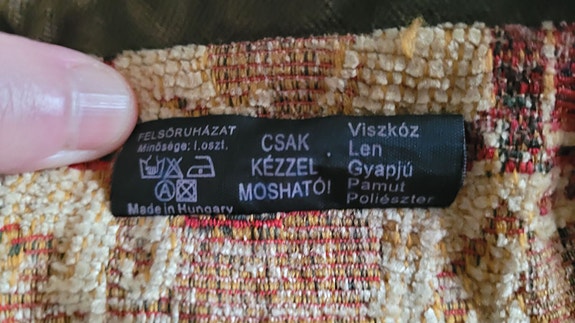 FELSŐRUHÁZAT
Minősége: I.oszt.
A
Made in Hungary
CSAK
KÉZZEL
MOSHATÓ!
Viszkóz
Len
Gyapjú
Pamut
Poliészter